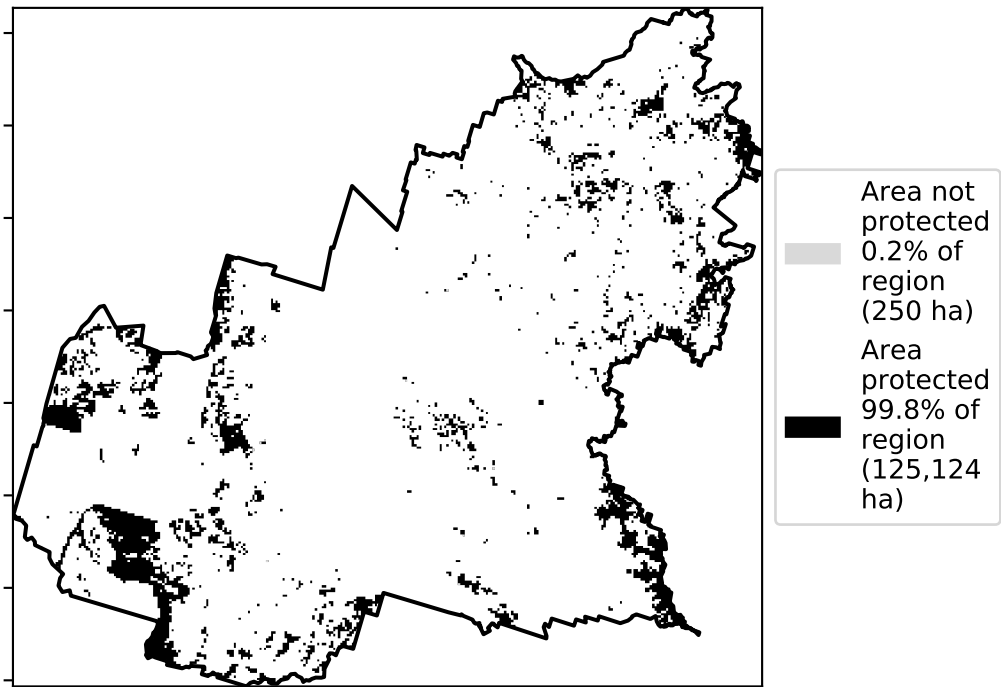 Area not
protected
0.2% of
region
(250 ha)
Area
protected
99.8% of
region
(125,124
ha)